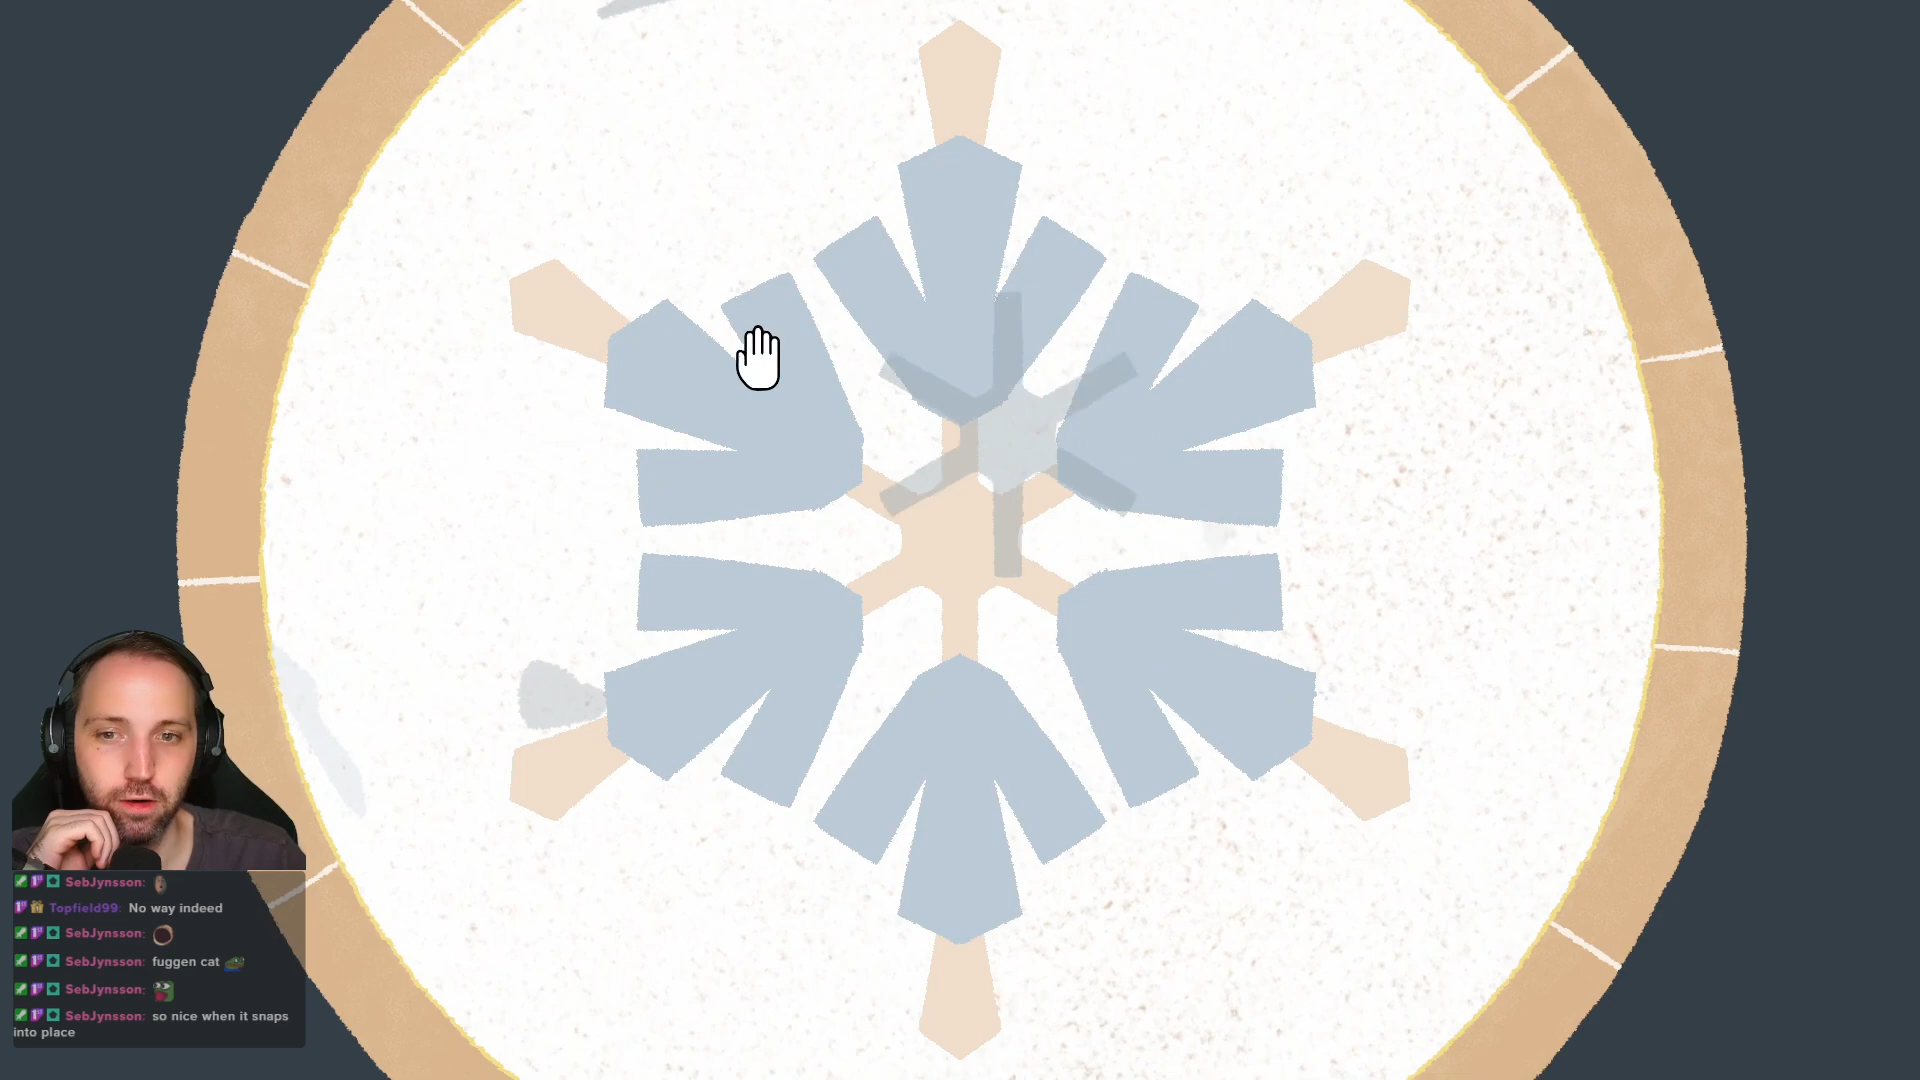 SebJynsson:
Topfield99: No way indeed
SebJynsson:
SebJynsson: fuggen cat
SebJynsson:
SebJynsson: so nice when it snaps
into place